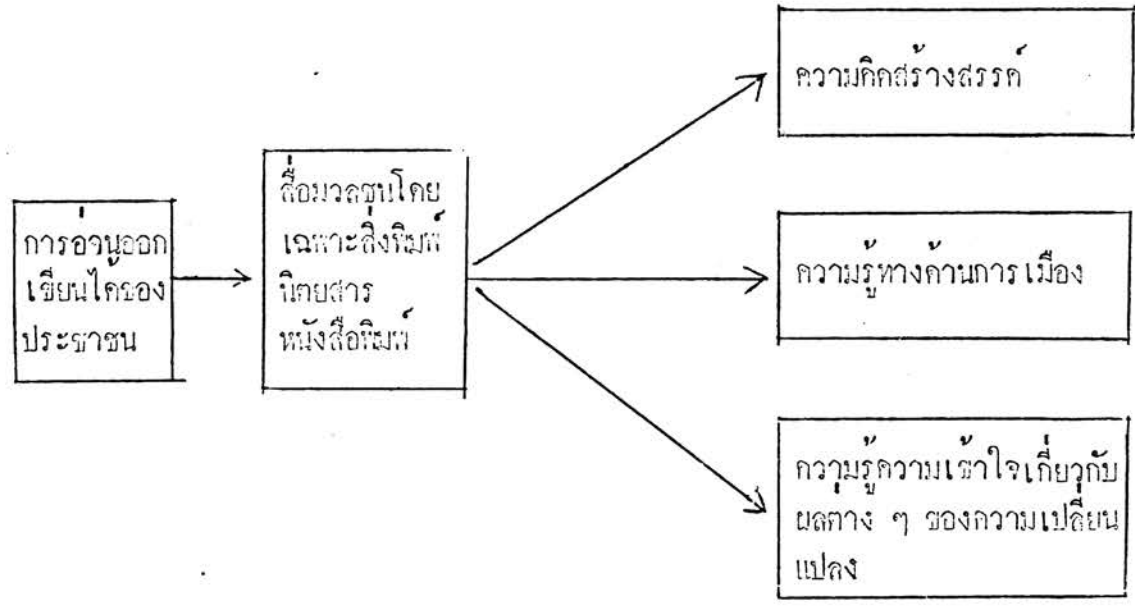 การอ่านออก
เขียนได้ของ
ประชาชน
สื่อมวลชนโดย
เฉพาะสิ่งพิมพ์
นิตยสาร
หนังสือพิมพ์
ความคิดสร้างสรรค์
ความรู้ทางด้านการเมือง
ความรู้ความเข้าใจเกี่ยวกับ
ผลต่าง ๆ ของความเปลี่ยน
แปลง